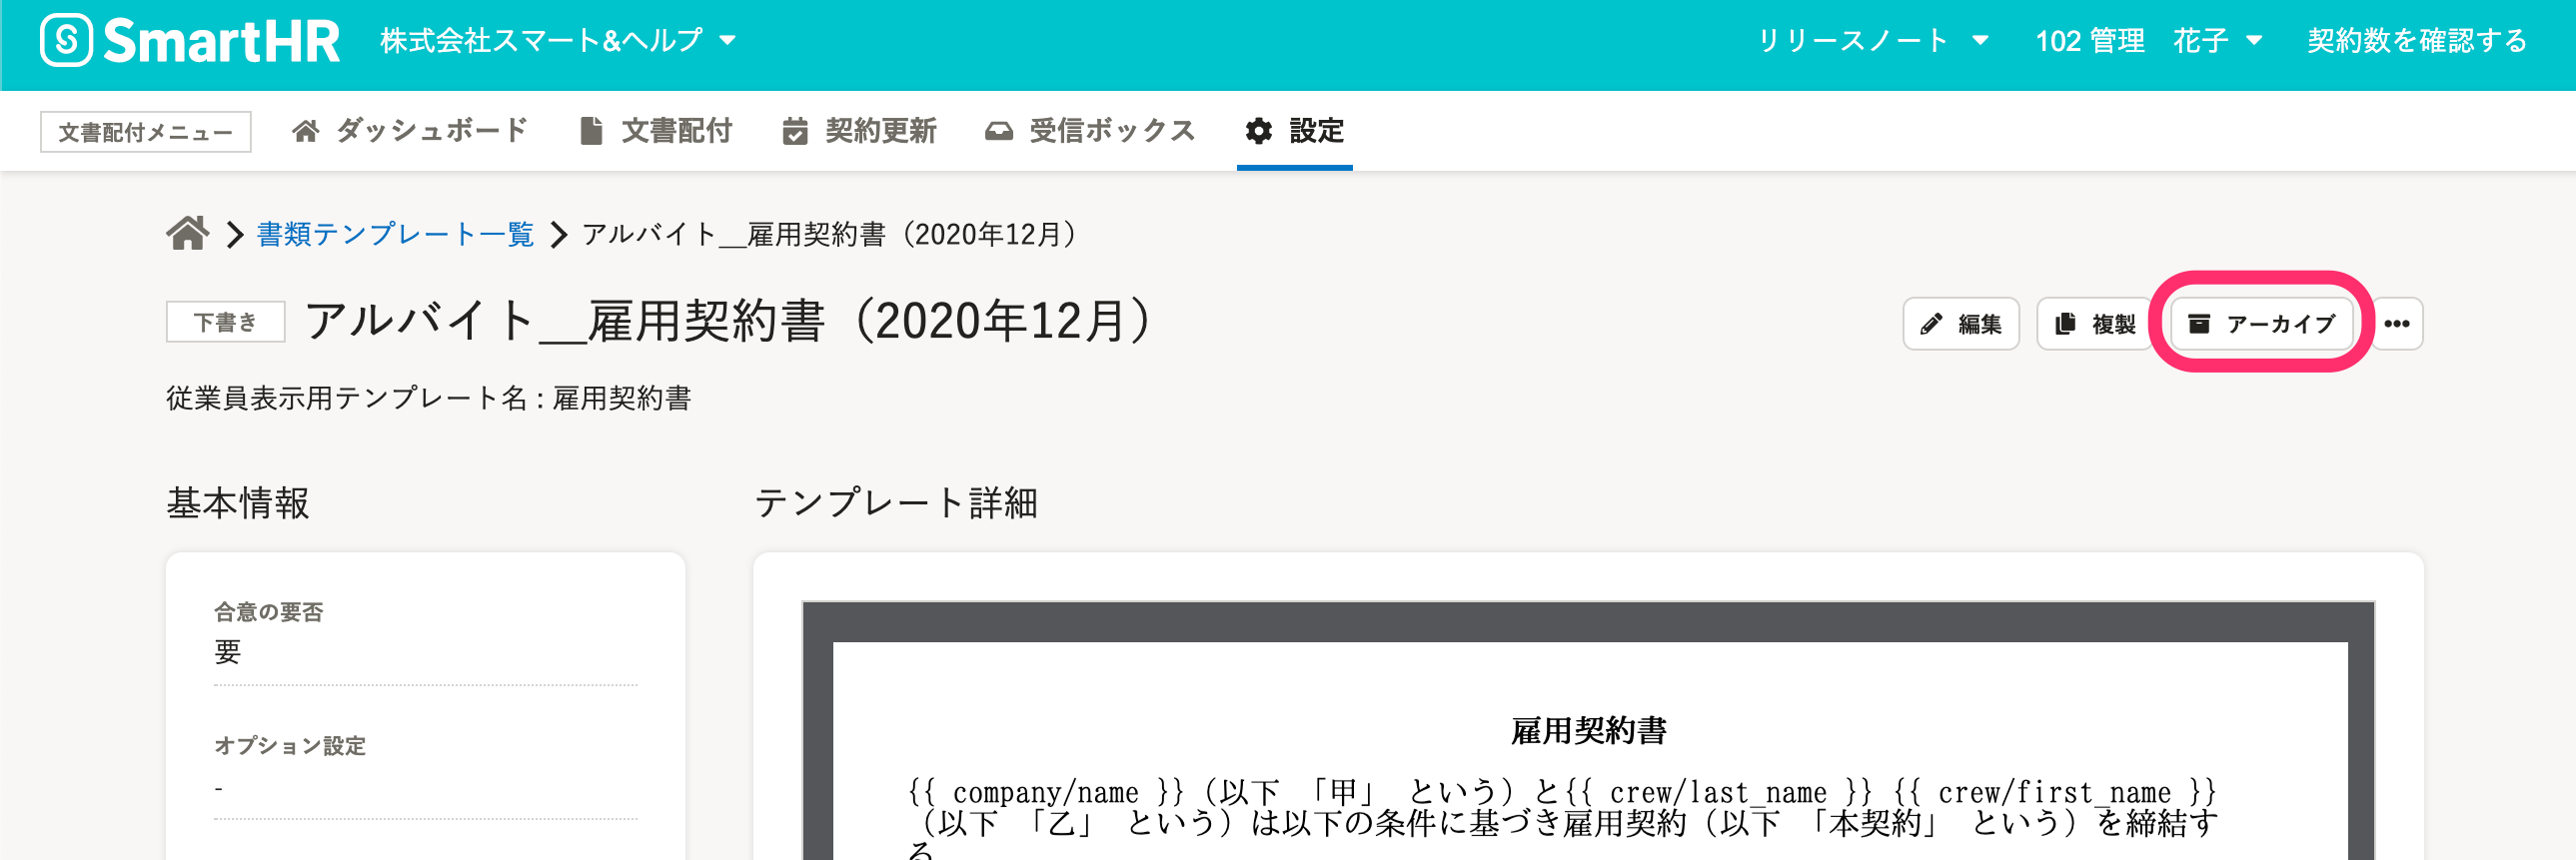 SmartHR 株式会社スマート&ヘルプ リリースノート 102 管理 花子 契約数を確認する
文書配付メニュー ダッシュボード 文書配付 契約更新 受信ボックス 設定
書類テンプレート一覧 アルバイト__雇用契約書（2020年12月）
下書き アルバイト__雇用契約書（2020年12月） 編集 複製 アーカイブ
従業員表示用テンプレート名 : 雇用契約書
基本情報
合意の要否
要
オプション設定
-
テンプレート詳細
雇用契約書
{{ company/name }}（以下 「甲」 という）と{{ crew/last_name }} {{ crew/first_name }}
（以下 「乙」 という）は以下の条件に基づき雇用契約（以下 「本契約」 という）を締結す
る